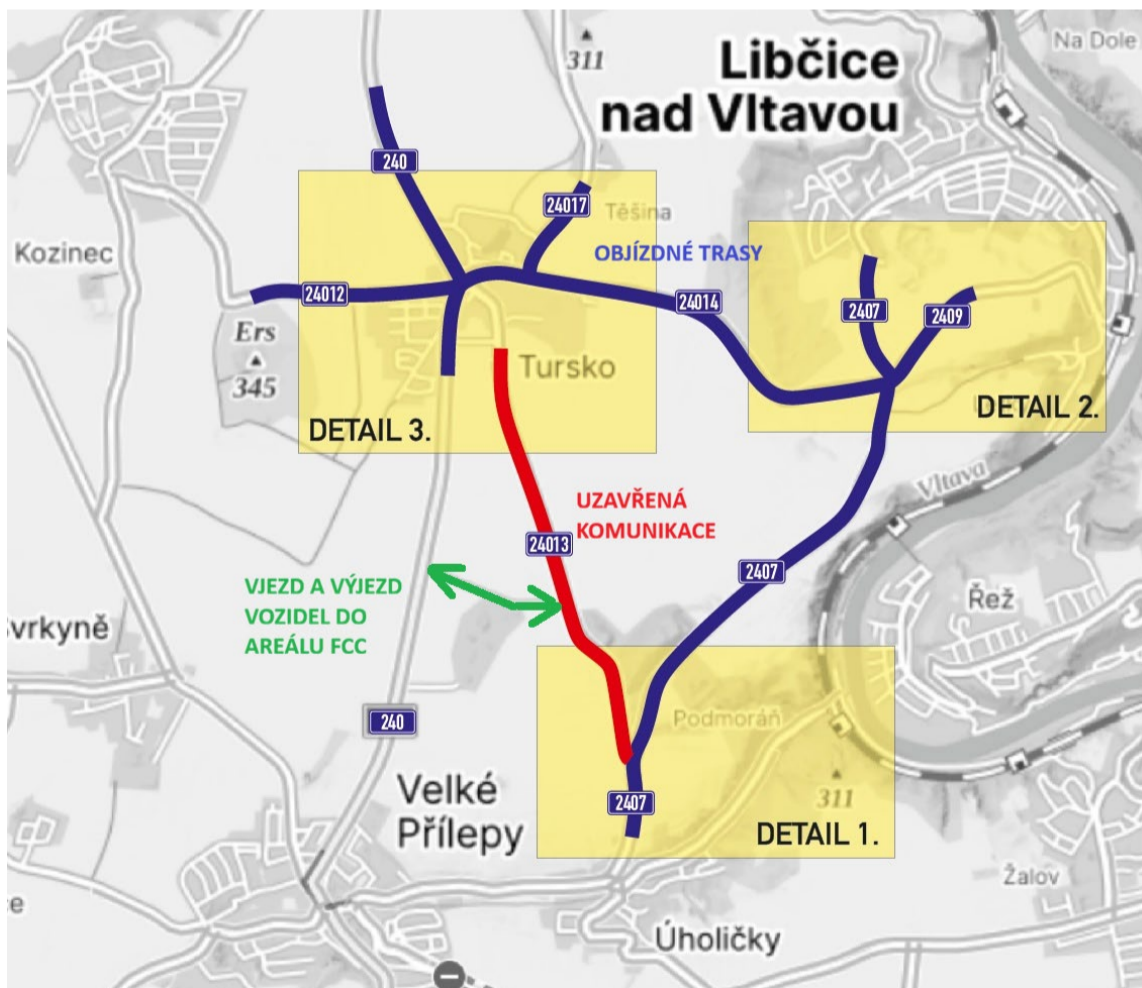 Na Dole
311
Libčice
nad Vltavou
240
24017
Těšina
Kozinec
OBJÍZDNÉ TRASY
24012
24014
2407
2409
Ers
345
Tursko
DETAIL 3.
DETAIL 2.
Vltava
UZAVŘENÁ
KOMUNIKACE
24013
2407
VJEZD A VÝJEZD
VOZIDEL DO
AREÁLU FCC
Řež
Svrkyně
240
Podmoráň
Velke
Přílepy
2407
311
DETAIL 1.
Žalov
Úholičky